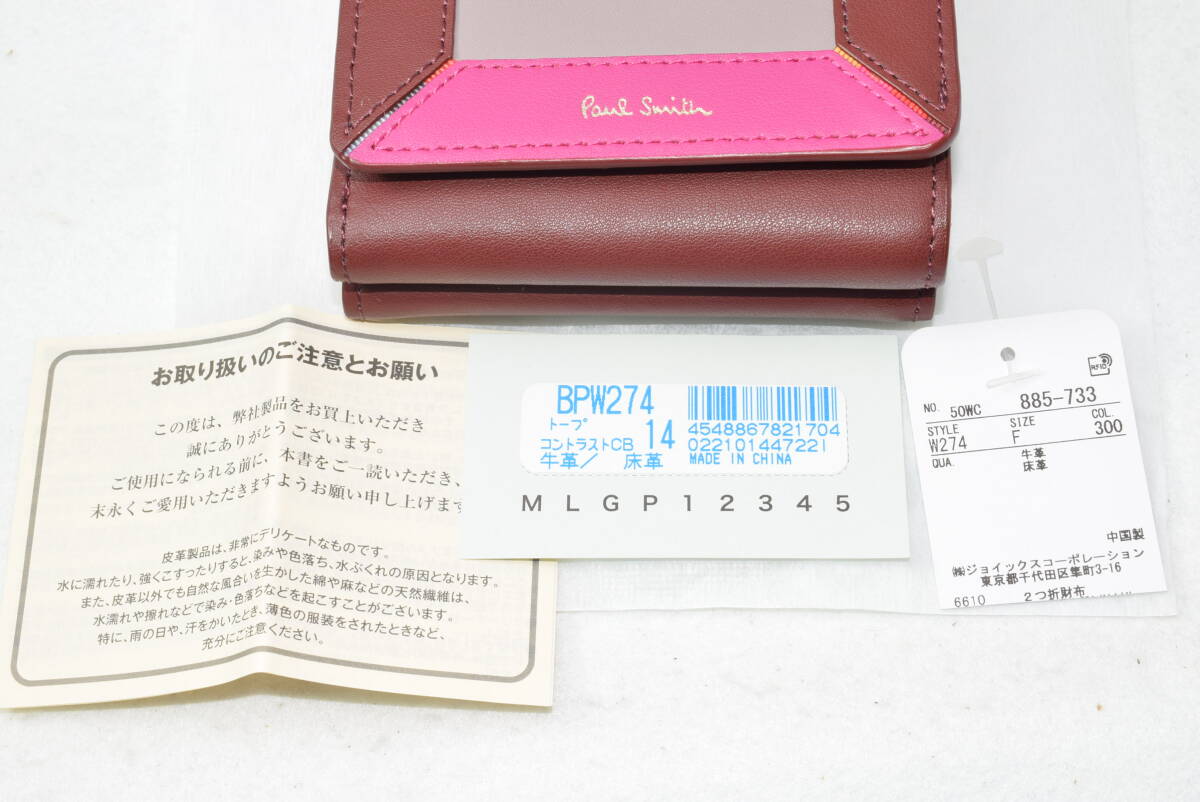 Paul Smith
お取り扱いのご注意とお願い
この度は、弊社製品をお買上いただき
誠にありがとうございます。
ご使用になられる前に、本書をご一読いただき、
末永くご愛用いただきますようお願い申し上げます
皮革製品は、非常にデリケートなものです。
水に濡れたり、強くこすったりすると、染みや色落ち、水ぶくれの原因となります。
また、皮革以外でも自然な風合いを生かした綿や麻などの天然繊維は、
水濡れや擦れなどで染み・色落ちなどを起こすことがございます。
特に、雨の日や、汗をかいたとき、薄色の服装をされたときなど、
充分にご注意ください。
BPW274
トープ
コントラストCB 14
牛革/ 床革
4548867821704
0221014472221
MADE IN CHINA
M L G P 1 2 3 4 5
RFID
NO. 50WC 885-733
STYLE SIZE COL.
W274 F 300
QUA. 牛革
床革
中国製
㈱ジョイックスコーポレーション
東京都千代田区隼町3-16
6610 2つ折財布